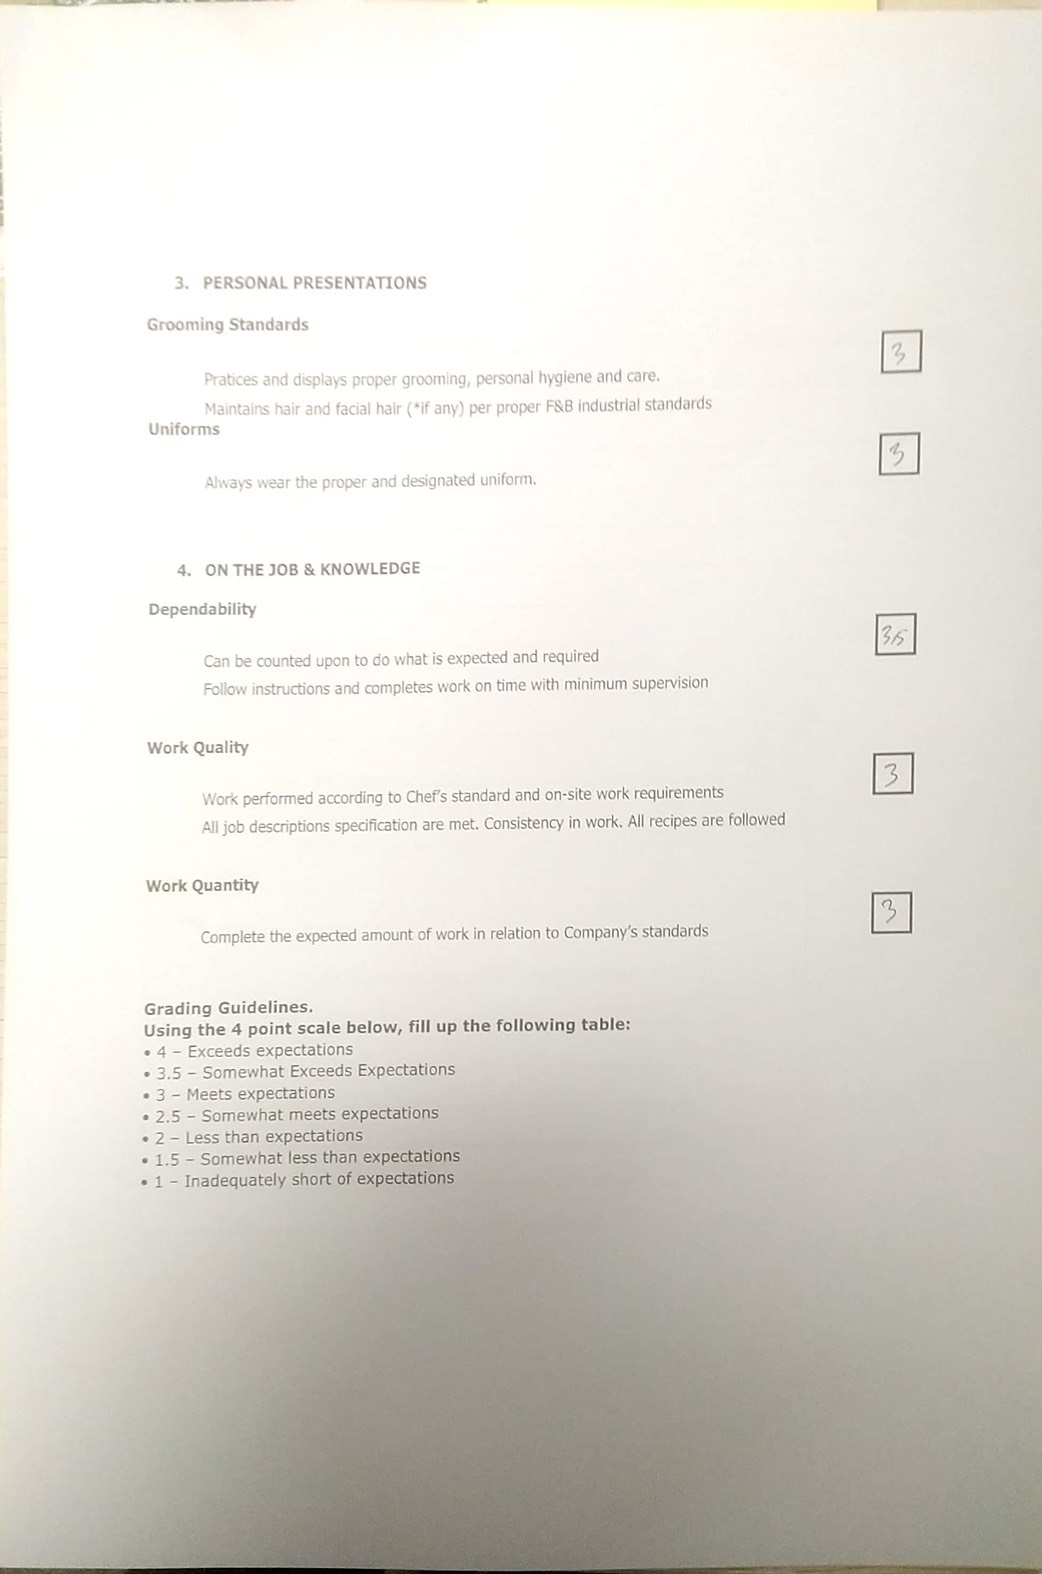 3. PERSONAL PRESENTATIONS
Grooming Standards
3
Pratices and displays proper grooming, personal hygiene and care.
Maintains hair and facial hair (*if any) per proper F&B industrial standards
Uniforms
3
Always wear the proper and designated uniform.
4. ON THE JOB & KNOWLEDGE
Dependability
3.5
Can be counted upon to do what is expected and required
Follow instructions and completes work on time with minimum supervision
Work Quality
3
Work performed according to Chef's standard and on-site work requirements
All job descriptions specification are met. Consistency in work. All recipes are followed
Work Quantity
3
Complete the expected amount of work in relation to Company's standards
Grading Guidelines.
Using the 4 point scale below, fill up the following table:
• 4 – Exceeds expectations
• 3.5 – Somewhat Exceeds Expectations
• 3 – Meets expectations
• 2.5 – Somewhat meets expectations
• 2 – Less than expectations
• 1.5 – Somewhat less than expectations
• 1 – Inadequately short of expectations